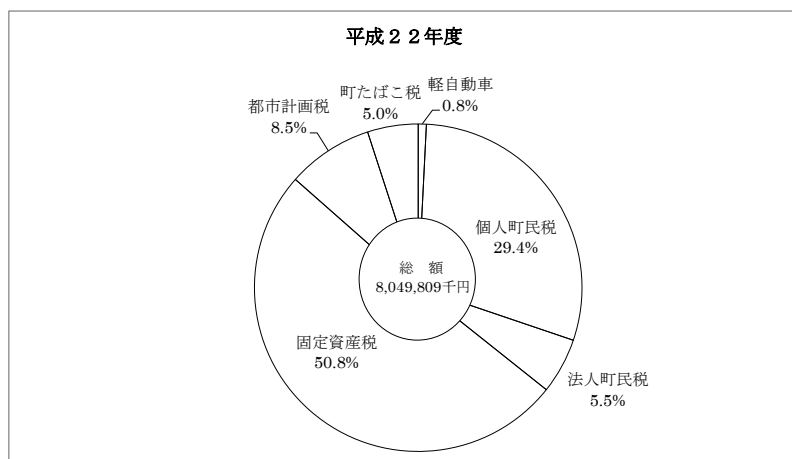 平成２２年度
軽自動車
0.8%
町たばこ税
5.0%
都市計画税
8.5%
個人町民税
29.4%
総　額
8,049,809千円
固定資産税
50.8%
法人町民税
5.5%